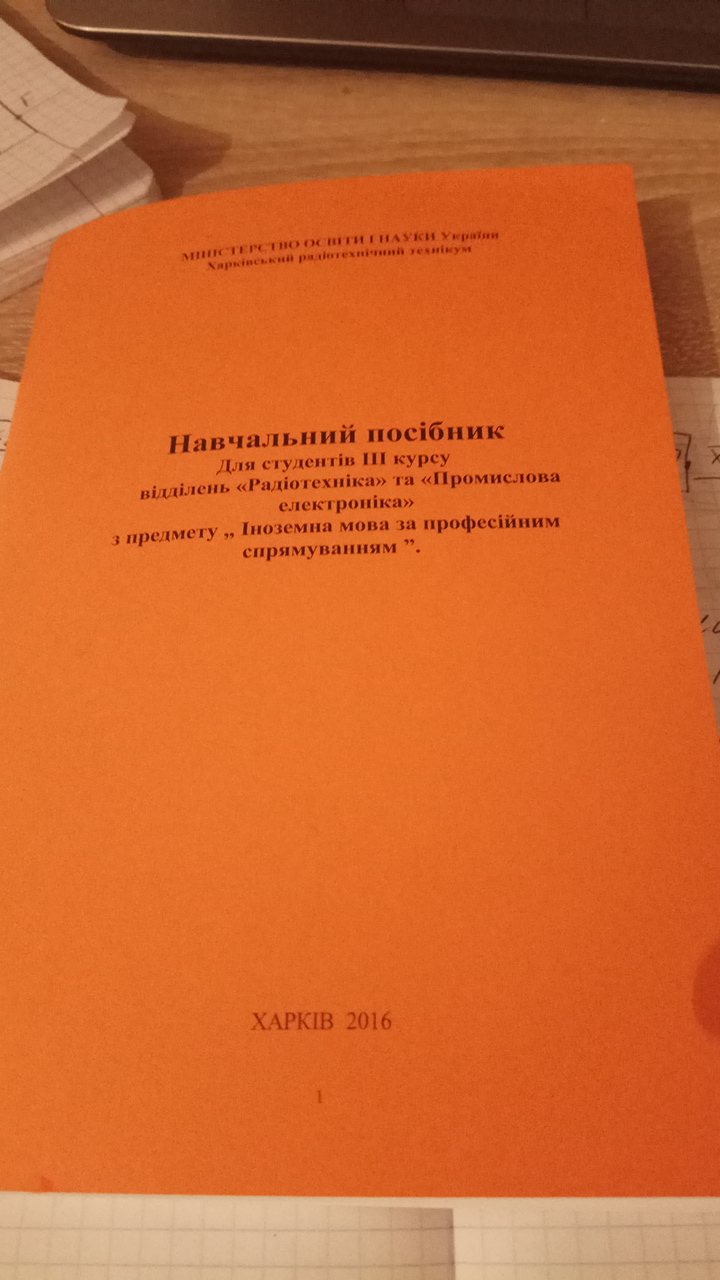 МІНІСТЕРСТВО ОСВІТИ І НАУКИ України
Харківський радіотехнічний технікум
Навчальний посібник
Для студентів III курсу
відділень «Радіотехніка» та «Промислова
електроніка»
з предмету „ Іноземна мова за професійним
спрямуванням ”.
ХАРКІВ 2016
1